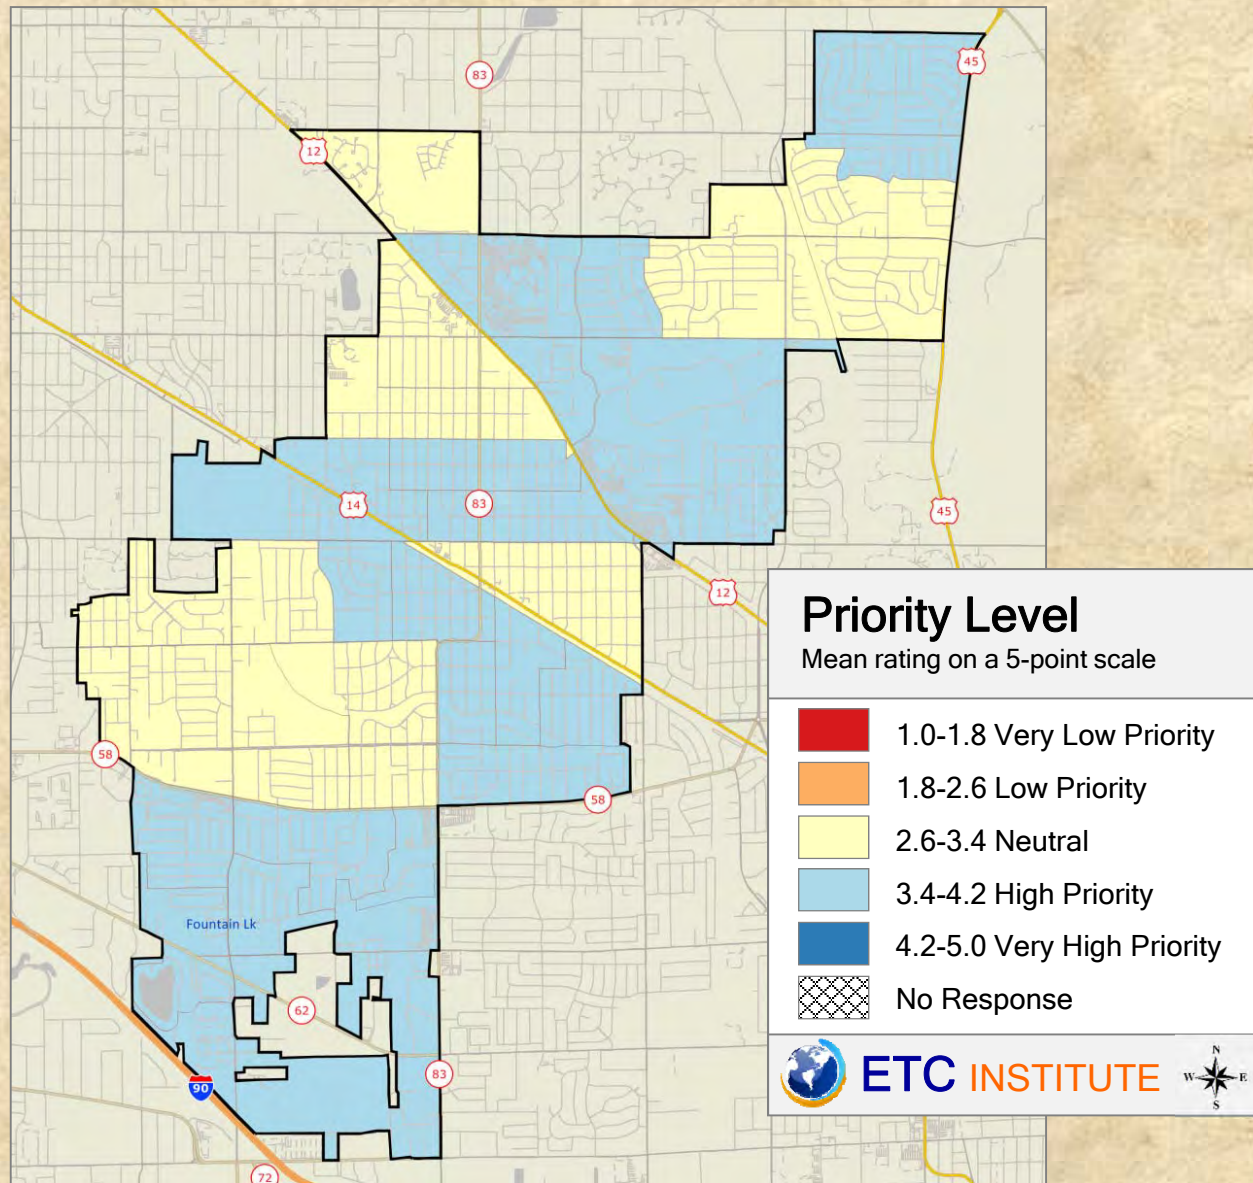 83
45
12
14
83
45
12
58
58
Fountain Lk
62
90
83
72
Priority Level
Mean rating on a 5-point scale
1.0-1.8 Very Low Priority
1.8-2.6 Low Priority
2.6-3.4 Neutral
3.4-4.2 High Priority
4.2-5.0 Very High Priority
No Response
ETC INSTITUTE
N
W E
S